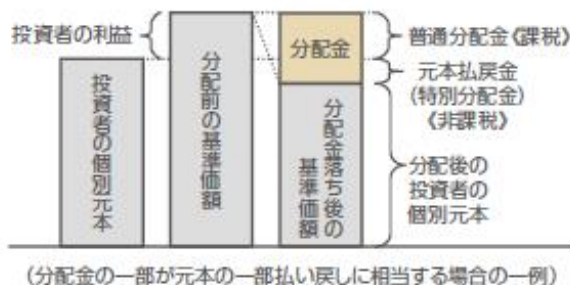 投資者の利益
投資者の個別元本
分配前の基準価額
分配金
分配金落ち後の
基準価額
普通分配金《課税》
元本払戻金
(特別分配金)
《非課税》
分配後の
投資者の
個別元本
(分配金の一部が元本の一部払い戻しに相当する場合の一例)